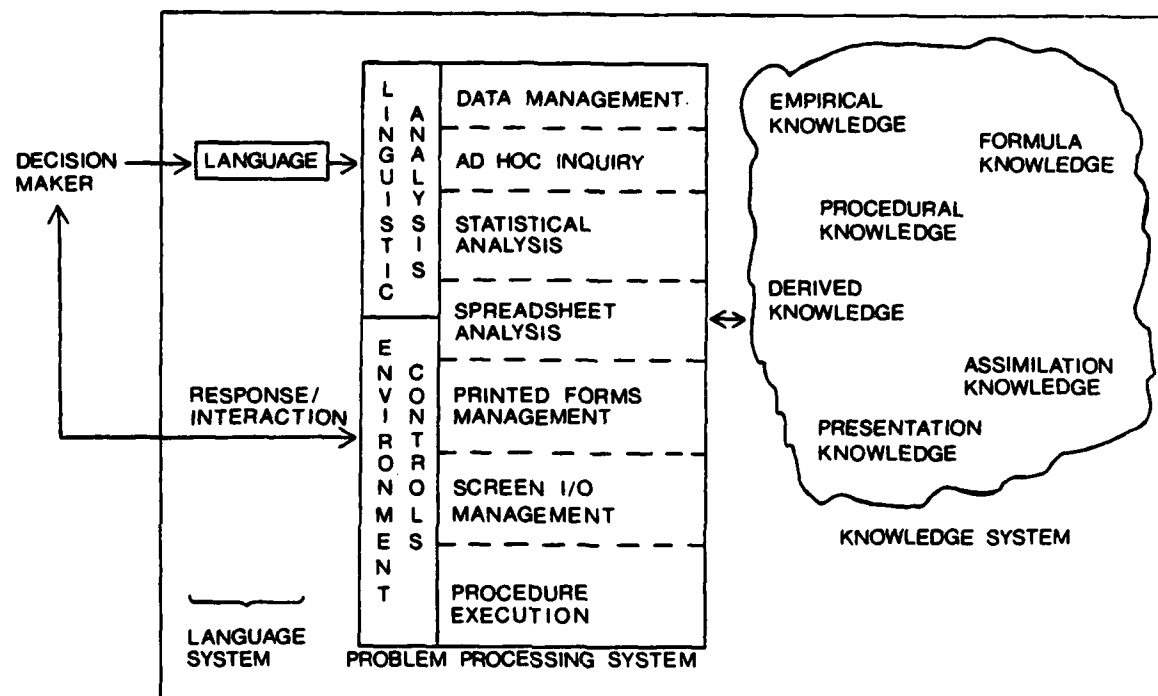 DECISION
MAKER
LANGUAGE
RESPONSE/
INTERACTION
LANGUAGE
SYSTEM
LINGUISTIC
ANALYSIS
ENVIRONMENT
CONTROLS
DATA MANAGEMENT
AD HOC INQUIRY
STATISTICAL
ANALYSIS
SPREADSHEET
ANALYSIS
PRINTED FORMS
MANAGEMENT
SCREEN I/O
MANAGEMENT
PROCEDURE
EXECUTION
PROBLEM PROCESSING SYSTEM
EMPIRICAL
KNOWLEDGE
FORMULA
KNOWLEDGE
PROCEDURAL
KNOWLEDGE
DERIVED
KNOWLEDGE
ASSIMILATION
KNOWLEDGE
PRESENTATION
KNOWLEDGE
KNOWLEDGE SYSTEM